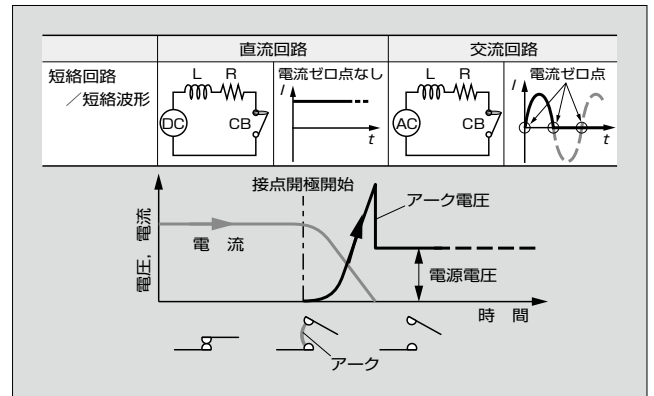 直流回路
交流回路
短絡回路
／短絡波形
L R
DC
CB
電流ゼロ点なし
I
t
L R
AC
CB
電流ゼロ点
I
t
接点開極開始
アーク電圧
電圧，電流
電 流
電源電圧
時 間
アーク